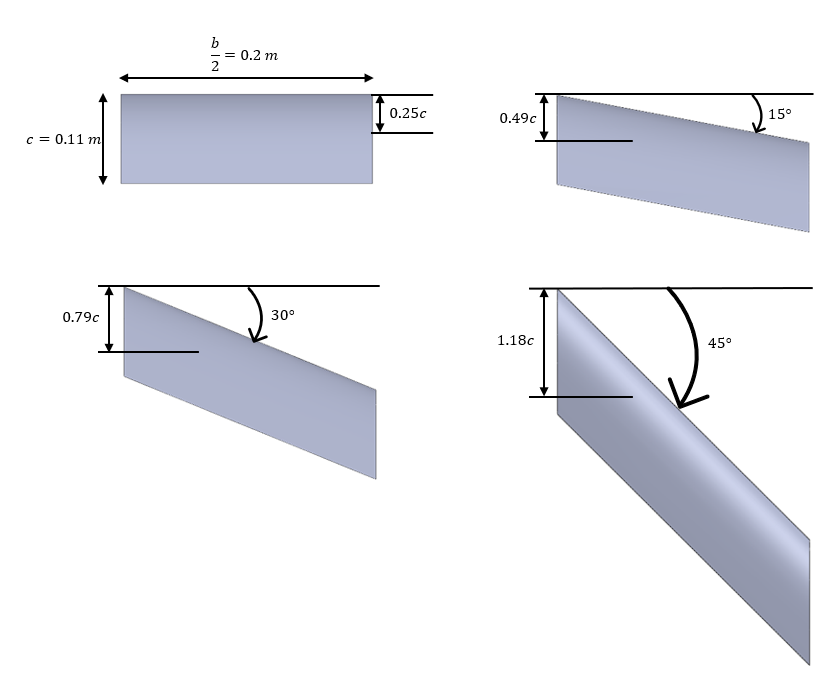 b/2 = 0.2 m
c = 0.11 m
0.25c
0.49c
15°
0.79c
30°
1.18c
45°